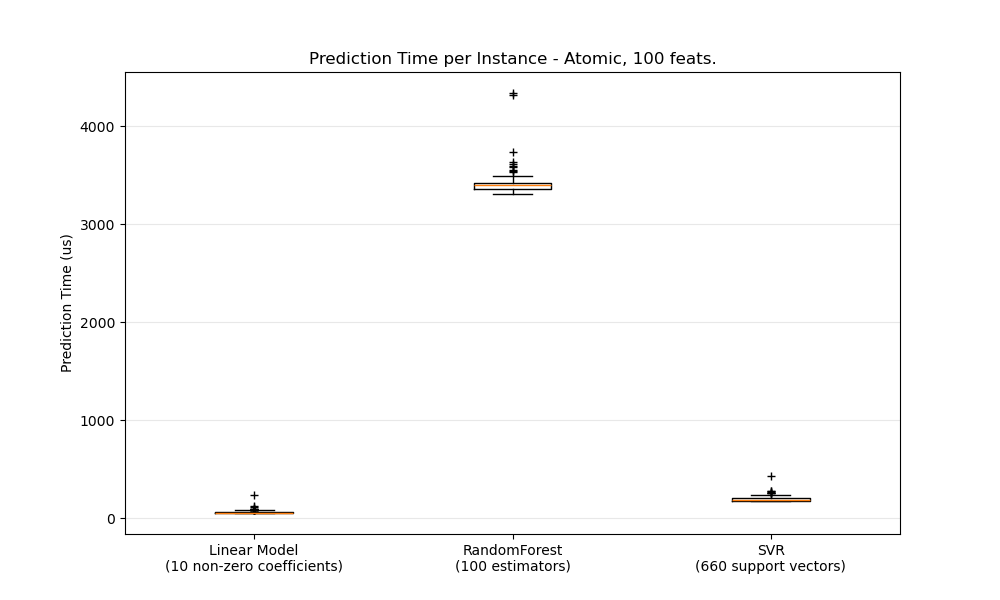 Prediction Time per Instance - Atomic, 100 feats.
Prediction Time (us)
4000
3000
2000
1000
0
Linear Model
(10 non-zero coefficients)
RandomForest
(100 estimators)
SVR
(660 support vectors)